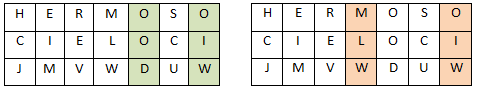 H E R M O S O
C I E L O C I
J M V W D U W
H E R M O S O
C I E L O C I
J M V W D U W